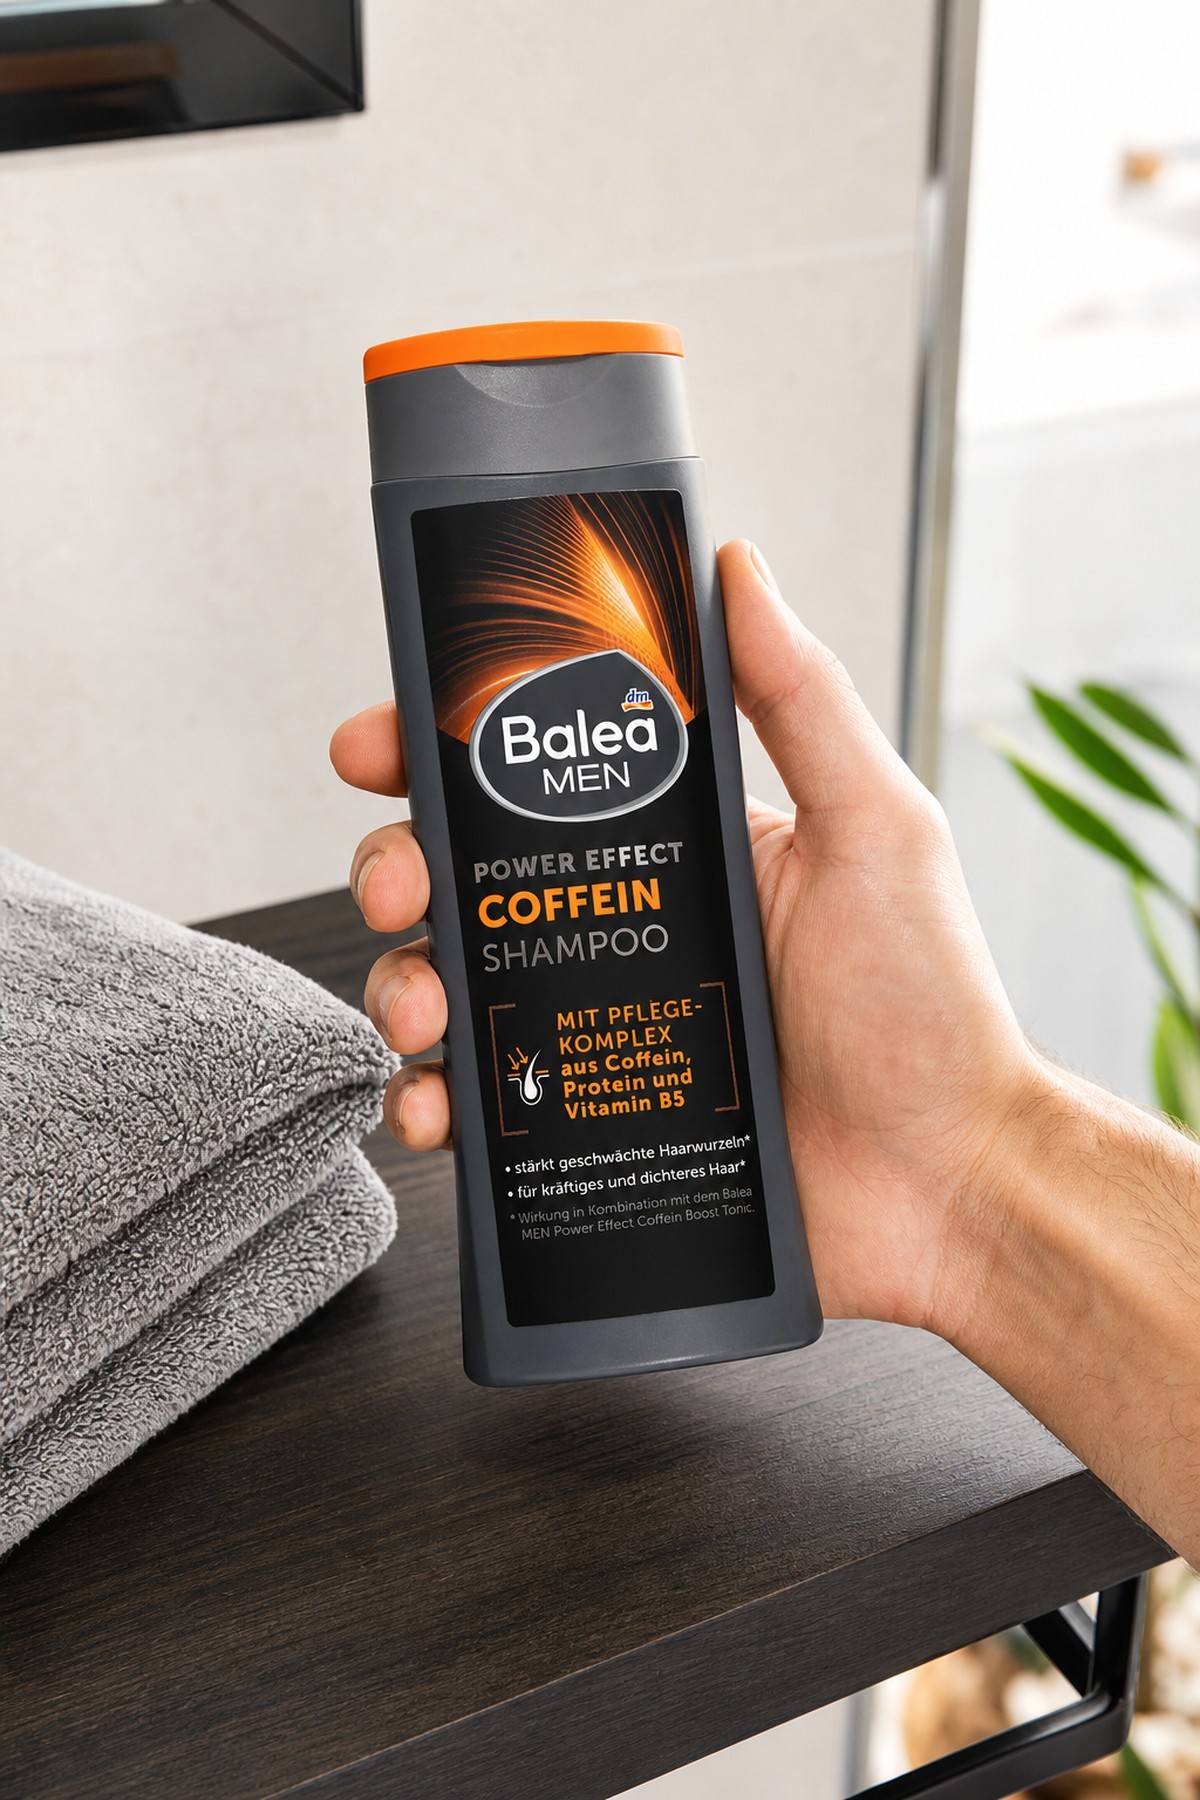 dm
Balea
MEN
POWER EFFECT
COFFEIN
SHAMPOO
MIT PFLEGE-
KOMPLEX
aus Coffein,
Protein und
Vitamin B5
• stärkt geschwächte Haarwurzeln*
• für kräftiges und dichteres Haar*
* Wirkung in Kombination mit dem Balea
MEN Power Effect Coffein Boost Tonic.